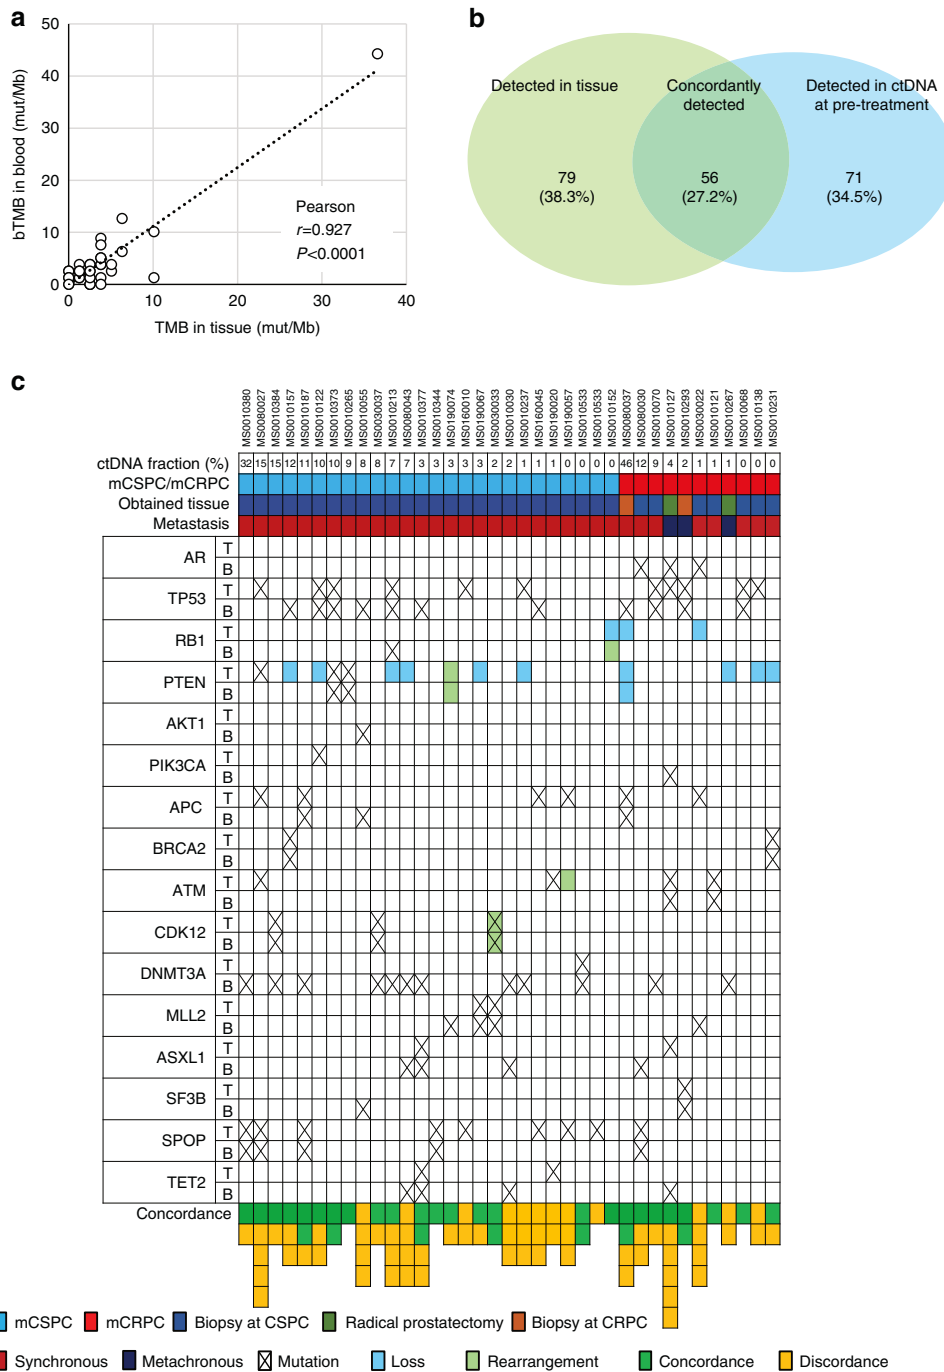 a
50
40
30
20
10
0
bTMB in blood (mut/Mb)
Pearson
r=0.927
P<0.0001
0 10 20 30 40
TMB in tissue (mut/Mb)
b
Detected in tissue
Concordantly
detected
Detected in ctDNA
at pre-treatment
79
(38.3%)
56
(27.2%)
71
(34.5%)
c
MS0010380
MS0080027
MS0010384
MS0010157
MS0010187
MS0010122
MS0010373
MS0010265
MS0010055
MS0030037
MS0010213
MS0080043
MS0010377
MS0010344
MS0190074
MS0160010
MS0190067
MS0030033
MS0010030
MS0010237
MS0160045
MS0190020
MS0190057
MS0010533
MS0010533
MS0010152
MS0080037
MS0080030
MS0010070
MS0010127
MS0010293
MS0030022
MS0010121
MS0010267
MS0010068
MS0010138
MS0010231
ctDNA fraction (%) 32 15 15 12 11 10 10 9 8 8 7 7 3 3 3 3 3 2 2 1 1 1 0 0 0 0 46 12 9 4 2 1 1 1 0 0 0
mCSPC/mCRPC
Obtained tissue
Metastasis
AR T
B
TP53 T
B
RB1 T
B
PTEN T
B
AKT1 T
B
PIK3CA T
B
APC T
B
BRCA2 T
B
ATM T
B
CDK12 T
B
DNMT3A T
B
MLL2 T
B
ASXL1 T
B
SF3B T
B
SPOP T
B
TET2 T
B
Concordance
mCSPC mCRPC Biopsy at CSPC Radical prostatectomy Biopsy at CRPC
Synchronous Metachronous Mutation Loss Rearrangement Concordance Discordance